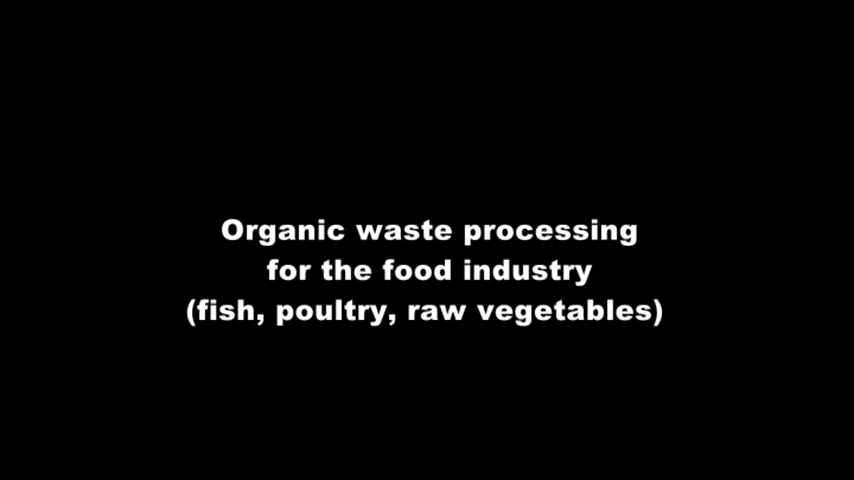 Organic waste processing
for the food industry
(fish, poultry, raw vegetables)